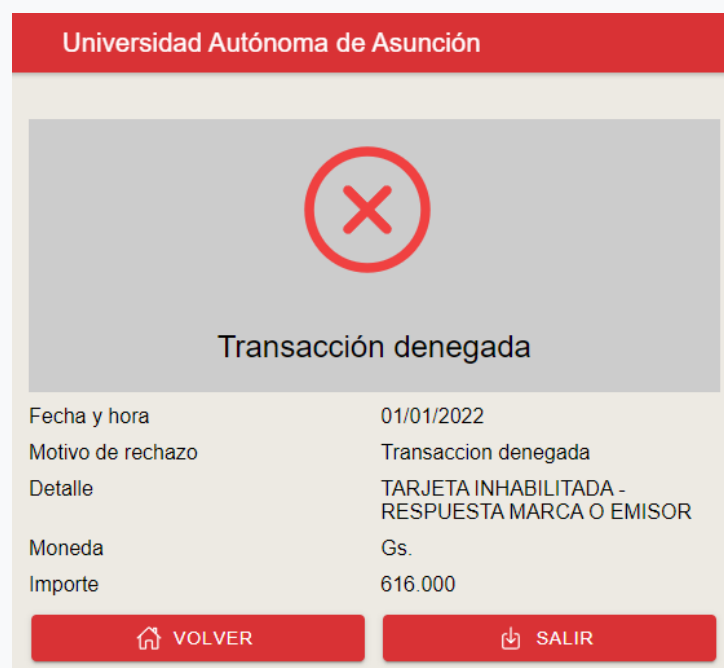 Universidad Autónoma de Asunción
Transacción denegada
Fecha y hora 01/01/2022
Motivo de rechazo Transaccion denegada
Detalle TARJETA INHABILITADA -
RESPUESTA MARCA O EMISOR
Moneda Gs.
Importe 616.000
VOLVER SALIR